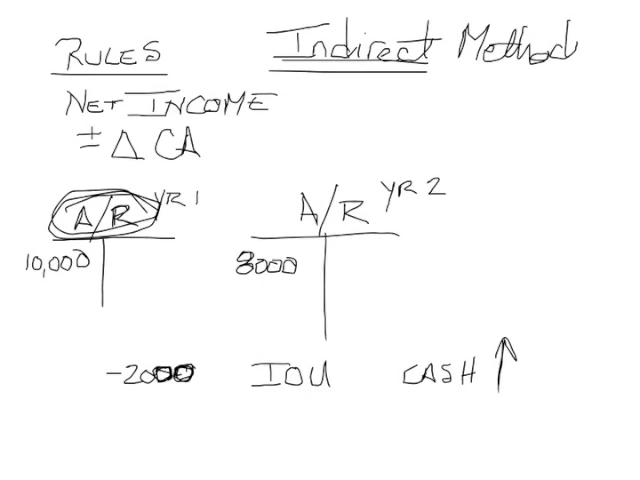 RULES
Indirect Method
NET INCOME
± Δ CA
A/R YR 1
A/R YR 2
10,000
8000
-2000 IOU CASH ↑